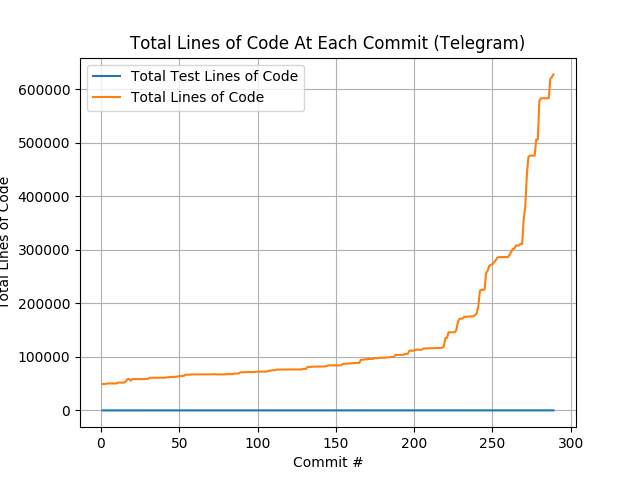 Total Lines of Code At Each Commit (Telegram)
Total Test Lines of Code
Total Lines of Code
600000
500000
400000
300000
200000
100000
0
Total Lines of Code
0 50 100 150 200 250 300
Commit #